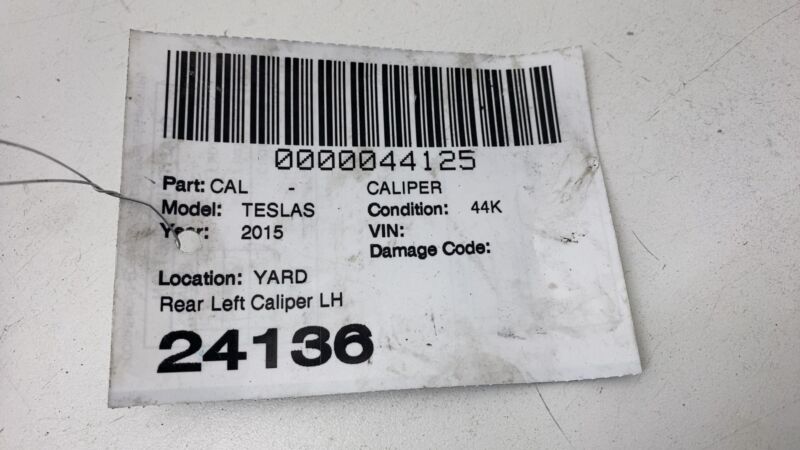 0000044125
Part: CAL - CALIPER
Model: TESLAS Condition: 44K
Year: 2015 VIN:
Damage Code:
Location: YARD
Rear Left Caliper LH
24136